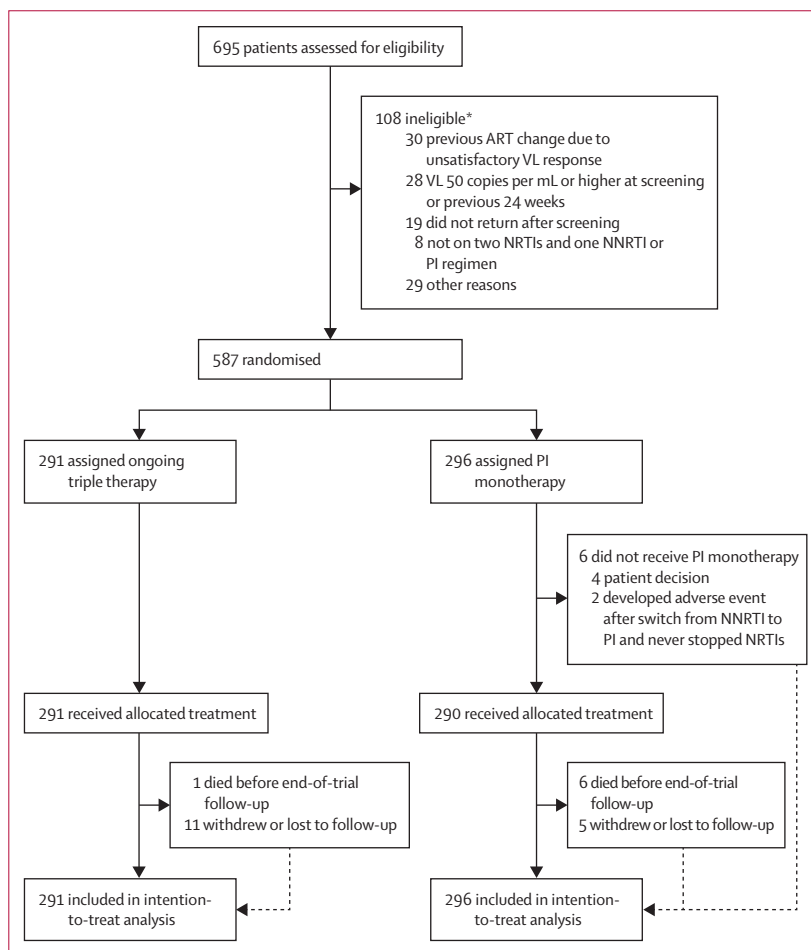 695 patients assessed for eligibility
108 ineligible*
30 previous ART change due to
unsatisfactory VL response
28 VL 50 copies per mL or higher at screening
or previous 24 weeks
19 did not return after screening
8 not on two NRTIs and one NNRTI or
PI regimen
29 other reasons
587 randomised
291 assigned ongoing
triple therapy
296 assigned PI
monotherapy
6 did not receive PI monotherapy
4 patient decision
2 developed adverse event
after switch from NNRTI to
PI and never stopped NRTIs
291 received allocated treatment
290 received allocated treatment
1 died before end-of-trial
follow-up
11 withdrew or lost to follow-up
6 died before end-of-trial
follow-up
5 withdrew or lost to follow-up
291 included in intention-
to-treat analysis
296 included in intention-
to-treat analysis